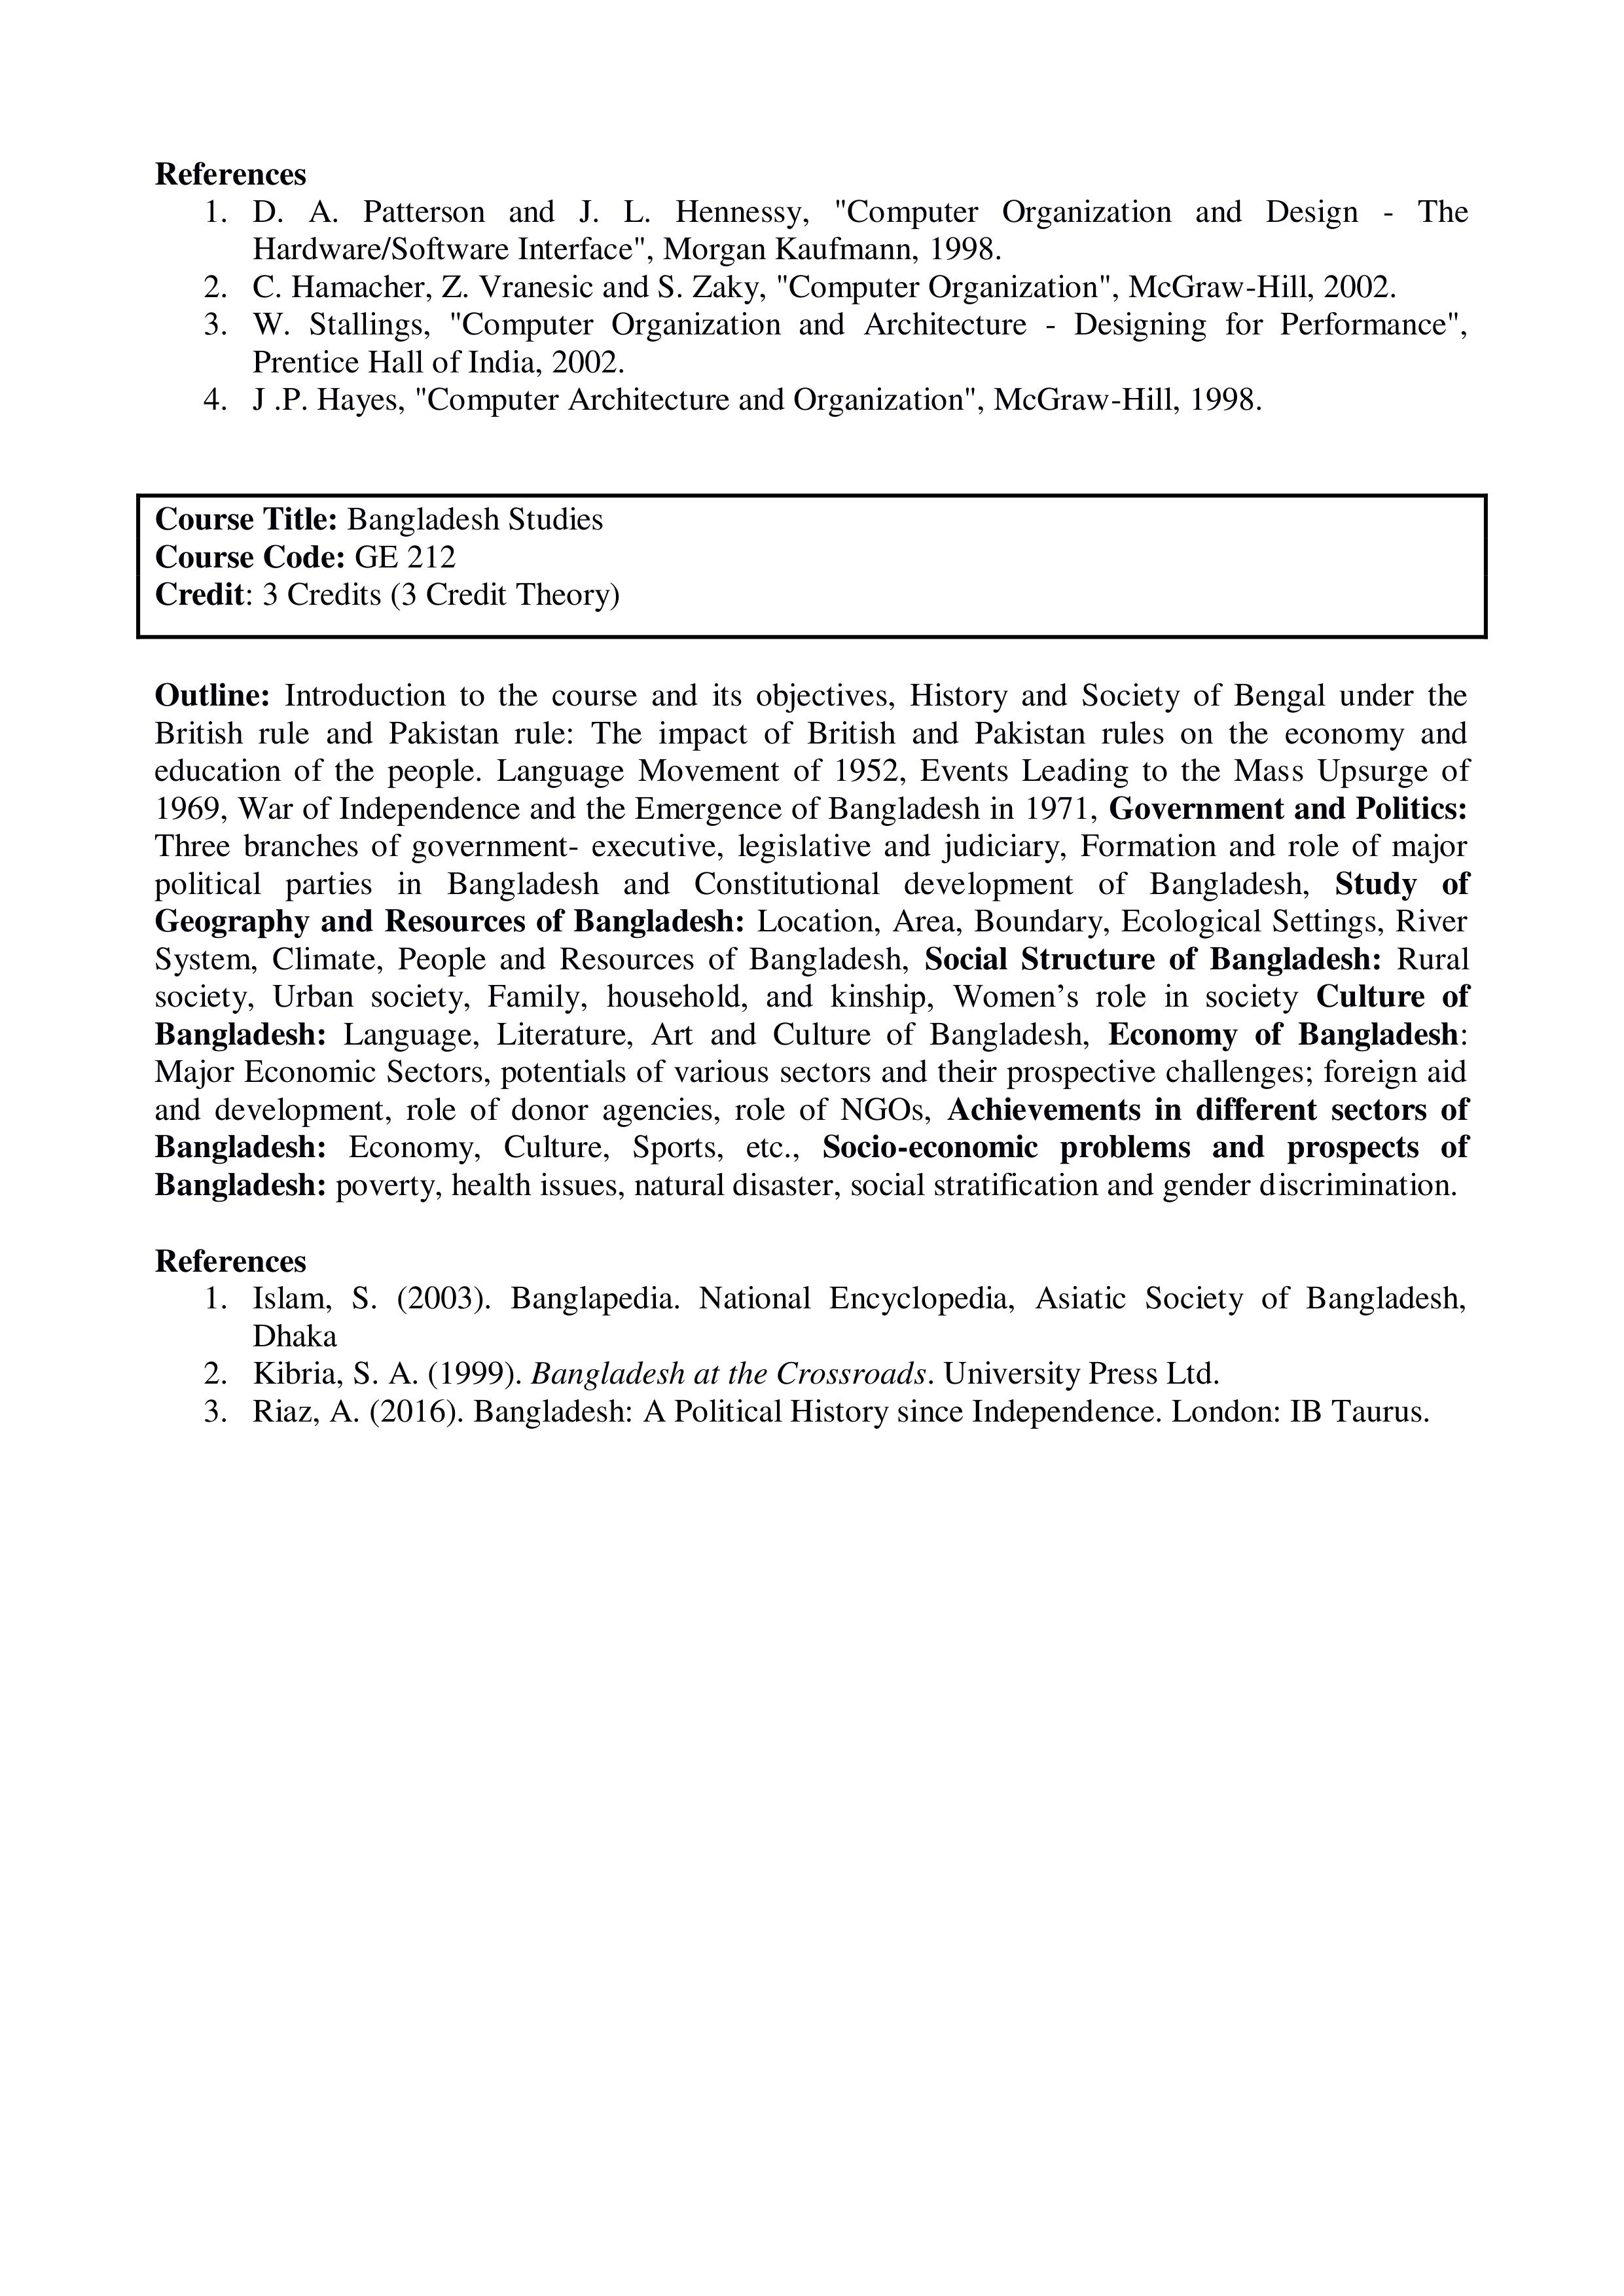 References
1. D. A. Patterson and J. L. Hennessy, "Computer Organization and Design - The
Hardware/Software Interface", Morgan Kaufmann, 1998.
2. C. Hamacher, Z. Vranesic and S. Zaky, "Computer Organization", McGraw-Hill, 2002.
3. W. Stallings, "Computer Organization and Architecture - Designing for Performance",
Prentice Hall of India, 2002.
4. J .P. Hayes, "Computer Architecture and Organization", McGraw-Hill, 1998.
Course Title: Bangladesh Studies
Course Code: GE 212
Credit: 3 Credits (3 Credit Theory)
Outline: Introduction to the course and its objectives, History and Society of Bengal under the
British rule and Pakistan rule: The impact of British and Pakistan rules on the economy and
education of the people. Language Movement of 1952, Events Leading to the Mass Upsurge of
1969, War of Independence and the Emergence of Bangladesh in 1971, Government and Politics:
Three branches of government- executive, legislative and judiciary, Formation and role of major
political parties in Bangladesh and Constitutional development of Bangladesh, Study of
Geography and Resources of Bangladesh: Location, Area, Boundary, Ecological Settings, River
System, Climate, People and Resources of Bangladesh, Social Structure of Bangladesh: Rural
society, Urban society, Family, household, and kinship, Women’s role in society Culture of
Bangladesh: Language, Literature, Art and Culture of Bangladesh, Economy of Bangladesh:
Major Economic Sectors, potentials of various sectors and their prospective challenges; foreign aid
and development, role of donor agencies, role of NGOs, Achievements in different sectors of
Bangladesh: Economy, Culture, Sports, etc., Socio-economic problems and prospects of
Bangladesh: poverty, health issues, natural disaster, social stratification and gender discrimination.
References
1. Islam, S. (2003). Banglapedia. National Encyclopedia, Asiatic Society of Bangladesh,
Dhaka
2. Kibria, S. A. (1999). Bangladesh at the Crossroads. University Press Ltd.
3. Riaz, A. (2016). Bangladesh: A Political History since Independence. London: IB Taurus.